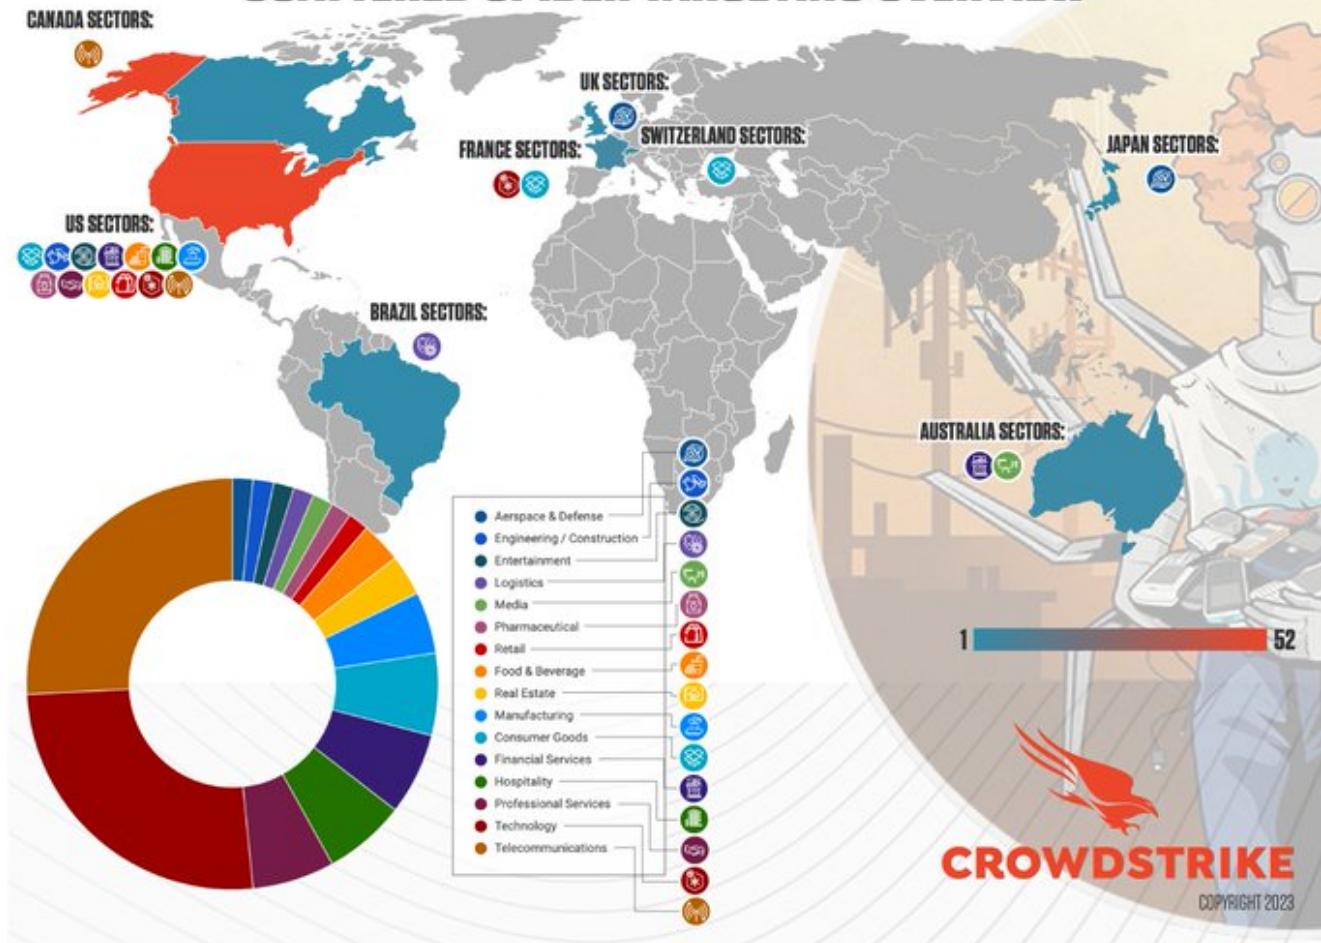 CANADA SECTORS:
UK SECTORS:
SWITZERLAND SECTORS:
FRANCE SECTORS:
JAPAN SECTORS:
US SECTORS:
BRAZIL SECTORS:
AUSTRALIA SECTORS:
Aerospace & Defense
Engineering / Construction
Entertainment
Logistics
Media
Pharmaceutical
Retail
Food & Beverage
Real Estate
Manufacturing
Consumer Goods
Financial Services
Hospitality
Professional Services
Technology
Telecommunications
1 52
CROWDSTRIKE
COPYRIGHT 2023